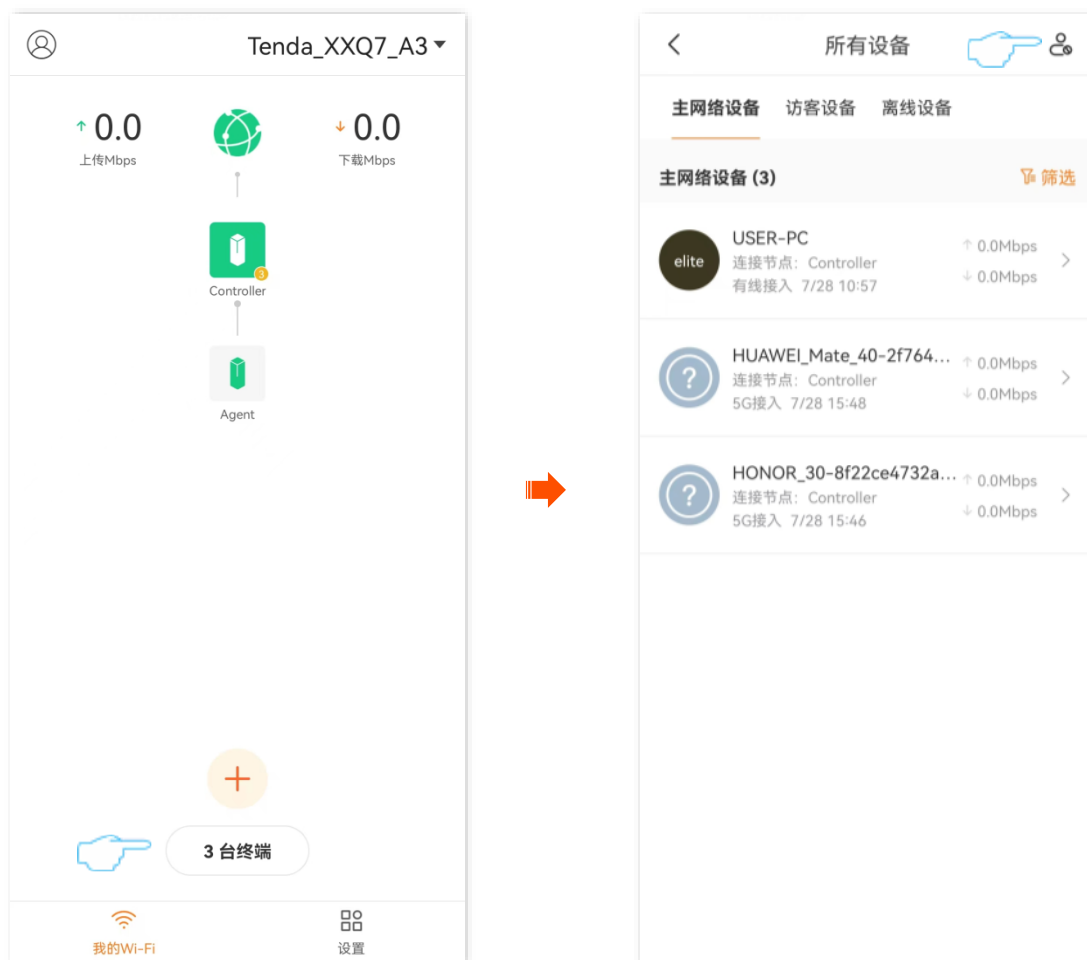 Tenda_XXQ7_A3
0.0
上传Mbps
0.0
下载Mbps
3
Controller
Agent
3 台终端
我的Wi-Fi
设置
所有设备
主网络设备 访客设备 离线设备
主网络设备 (3)
筛选
elite
USER-PC
连接节点：Controller
有线接入 7/28 10:57
↑ 0.0Mbps
↓ 0.0Mbps
?
HUAWEI_Mate_40-2f764...
连接节点：Controller
5G接入 7/28 15:48
↑ 0.0Mbps
↓ 0.0Mbps
?
HONOR_30-8f22ce4732a...
连接节点：Controller
5G接入 7/28 15:46
↑ 0.0Mbps
↓ 0.0Mbps